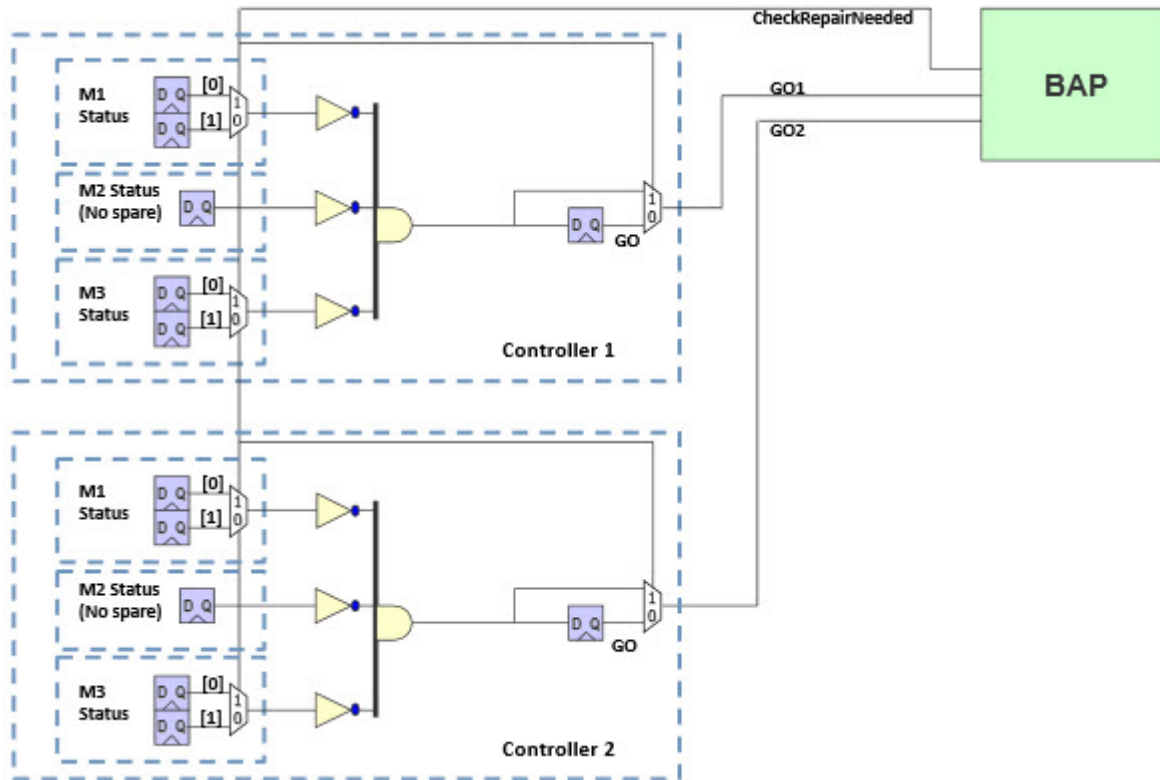 CheckRepairNeeded
BAP
GO1
GO2
M1
Status
D Q
D Q
[0]
[1]
1
0
M2 Status
(No spare)
D Q
M3
Status
D Q
D Q
[0]
[1]
1
0
D Q
GO
1
0
Controller 1
M1
Status
D Q
D Q
[0]
[1]
1
0
M2 Status
(No spare)
D Q
M3
Status
D Q
D Q
[0]
[1]
1
0
D Q
GO
1
0
Controller 2